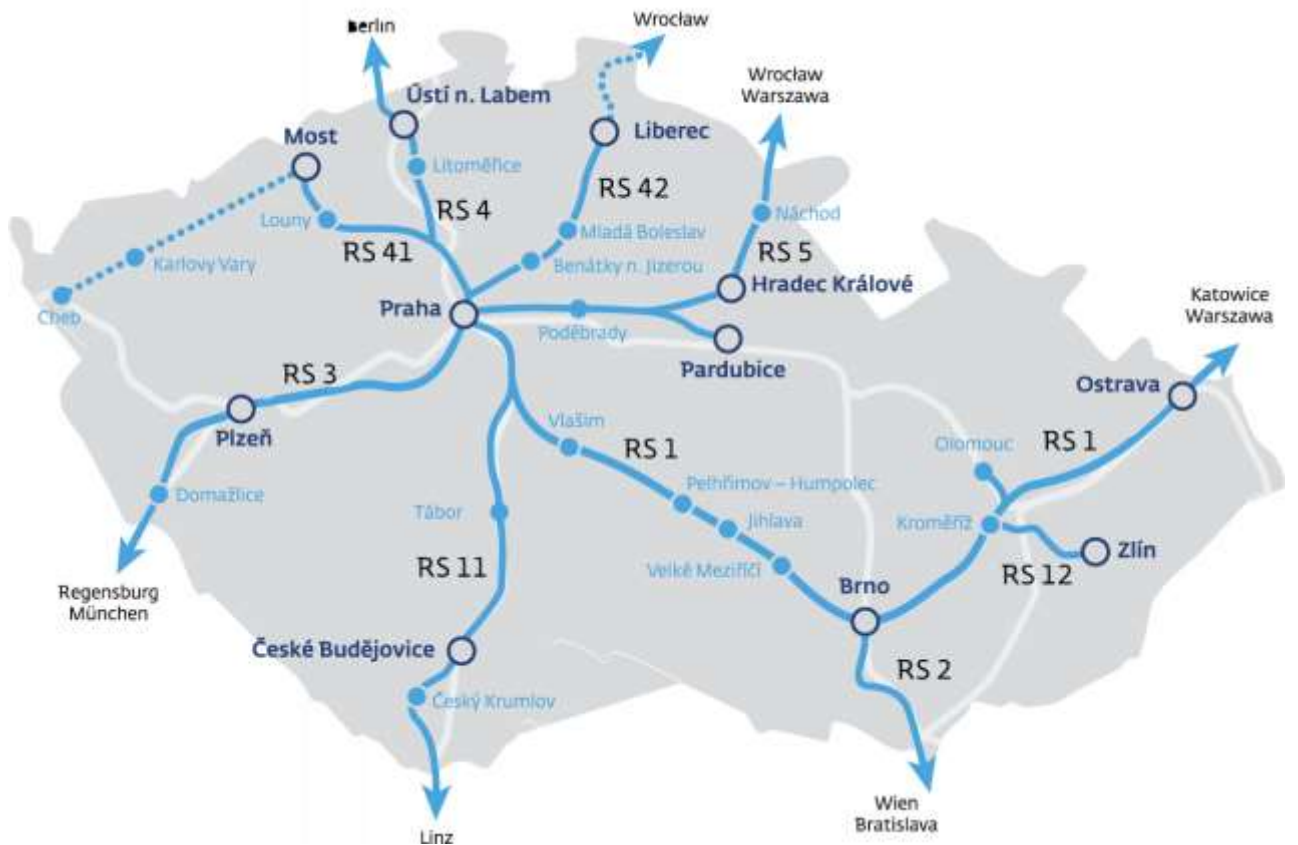 Berlin
Wrocław
Wrocław
Warszawa
Ústí n. Labem
Most
Liberec
Litoměřice
RS 42
RS 4
Louny
Náchod
Mladá Boleslav
RS 41
RS 5
Karlovy Vary
Benátky n. Jizerou
Hradec Králové
Katowice
Warszawa
Praha
Cheb
Poděbrady
Pardubice
RS 3
Ostrava
Plzeň
Vlašim
RS 1
RS 1
Olomouc
Pelhřimov – Humpolec
Domažlice
Tábor
Jihlava
Kroměříž
Zlín
RS 11
Velké Meziříčí
RS 12
Brno
Regensburg
München
České Budějovice
RS 2
Český Krumlov
Wien
Bratislava
Linz